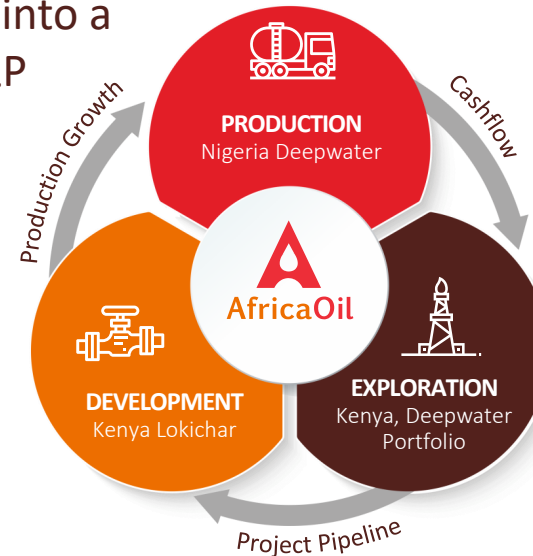 into a
P
Production Growth
Cashflow
PRODUCTION
Nigeria Deepwater
AfricaOil
DEVELOPMENT
Kenya Lokichar
EXPLORATION
Kenya, Deepwater
Portfolio
Project Pipeline